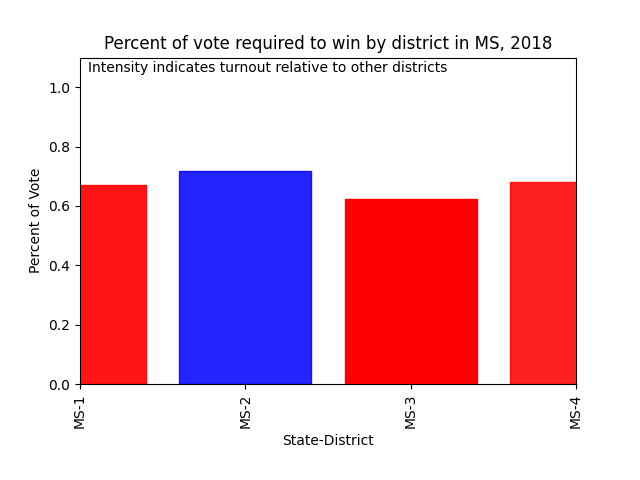 Percent of vote required to win by district in MS, 2018
Intensity indicates turnout relative to other districts
1.0
0.8
0.6
0.4
0.2
0.0
Percent of Vote
MS-1
MS-2
MS-3
MS-4
State-District